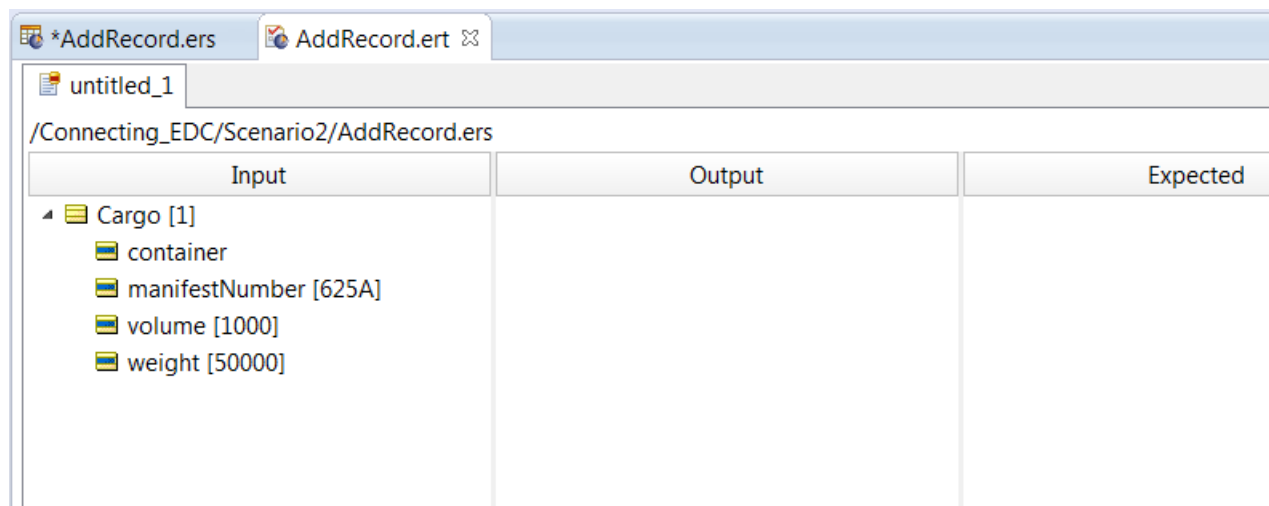 *AddRecord.ers AddRecord.ert
untitled_1
/Connecting_EDC/Scenario2/AddRecord.ers
Input Output Expected
Cargo [1]
container
manifestNumber [625A]
volume [1000]
weight [50000]